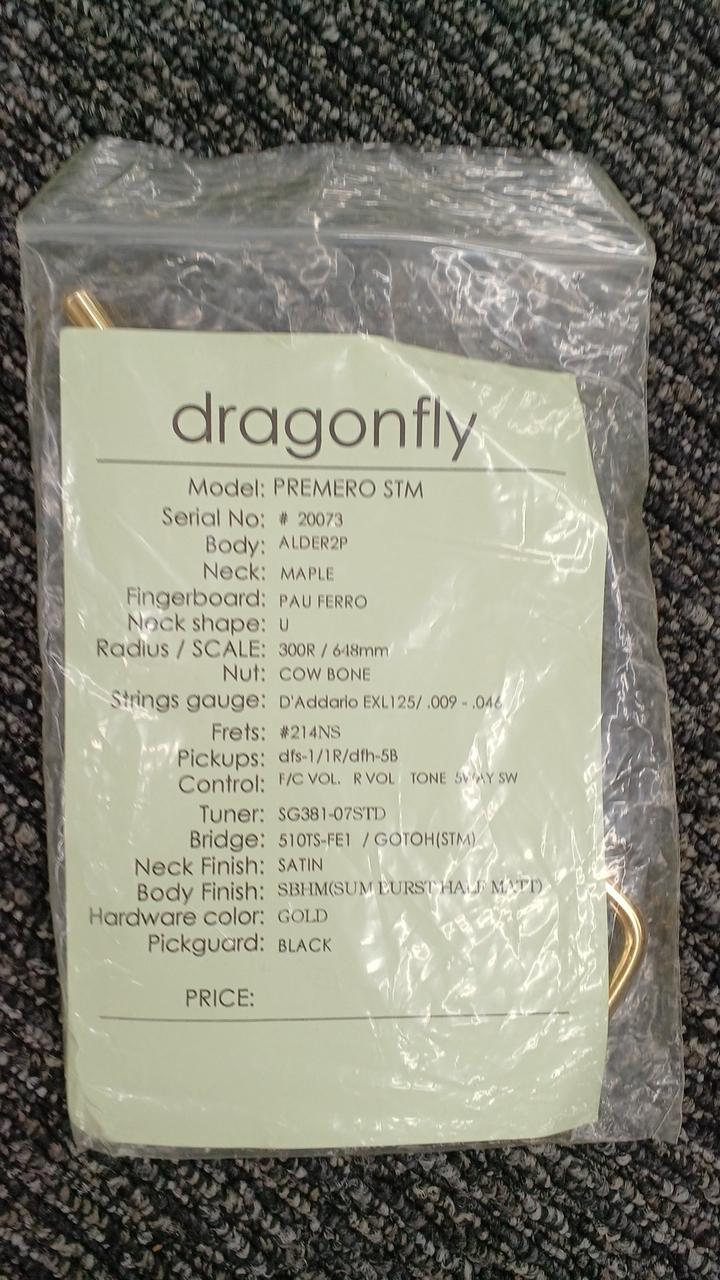 dragonfly
Model: PREMERO STM
Serial No: # 20073
Body: ALDER2P
Neck: MAPLE
Fingerboard: PAU FERRO
Neck shape: U
Radius / SCALE: 300R / 648mm
Nut: COW BONE
Strings gauge: D'Addario EXL125/ .009 - .046
Frets: #214NS
Pickups: dfs-1/1R/dfh-5B
Control: F/C VOL. R VOL TONE 5WAY SW
Tuner: SG381-07STD
Bridge: 510TS-FE1 / GOTOH(STM)
Neck Finish: SATIN
Body Finish: SBHM(SUM BURST HALF MATT)
Hardware color: GOLD
Pickguard: BLACK
PRICE: